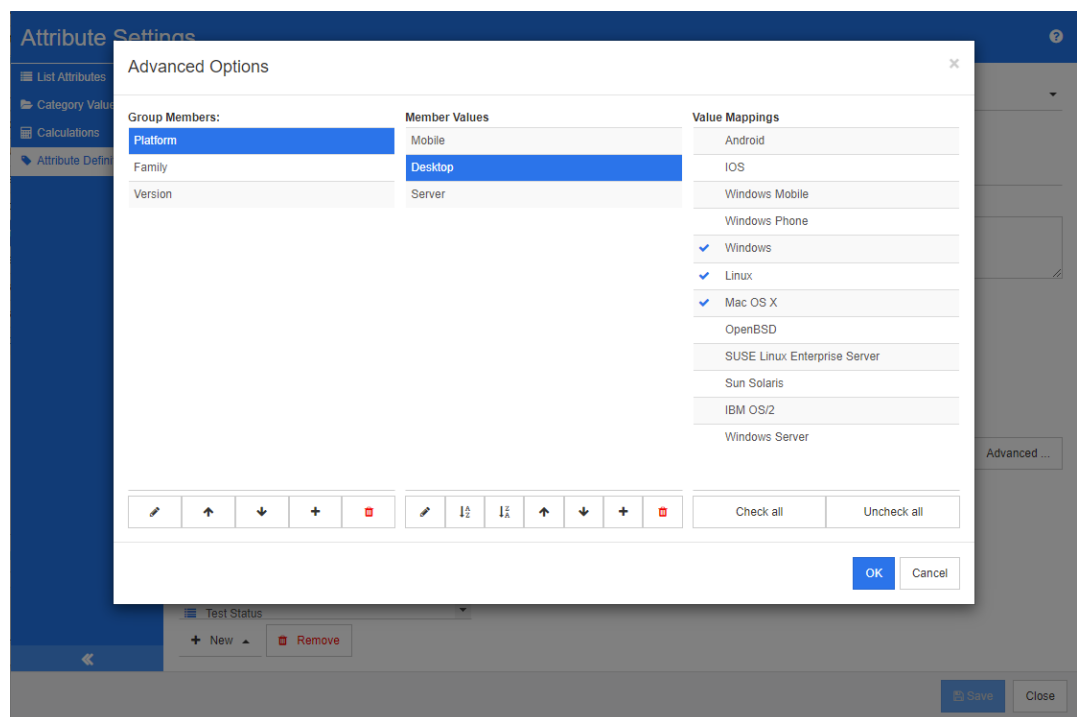 Attribute Settings
List Attributes
Category Value
Calculations
Attribute Defini
Advanced Options
Group Members:
Platform
Family
Version
Member Values
Mobile
Desktop
Server
Value Mappings
Android
IOS
Windows Mobile
Windows Phone
Windows
Linux
Mac OS X
OpenBSD
SUSE Linux Enterprise Server
Sun Solaris
IBM OS/2
Windows Server
Check all
Uncheck all
OK
Cancel
Advanced ...
Test Status
New
Remove
Save
Close